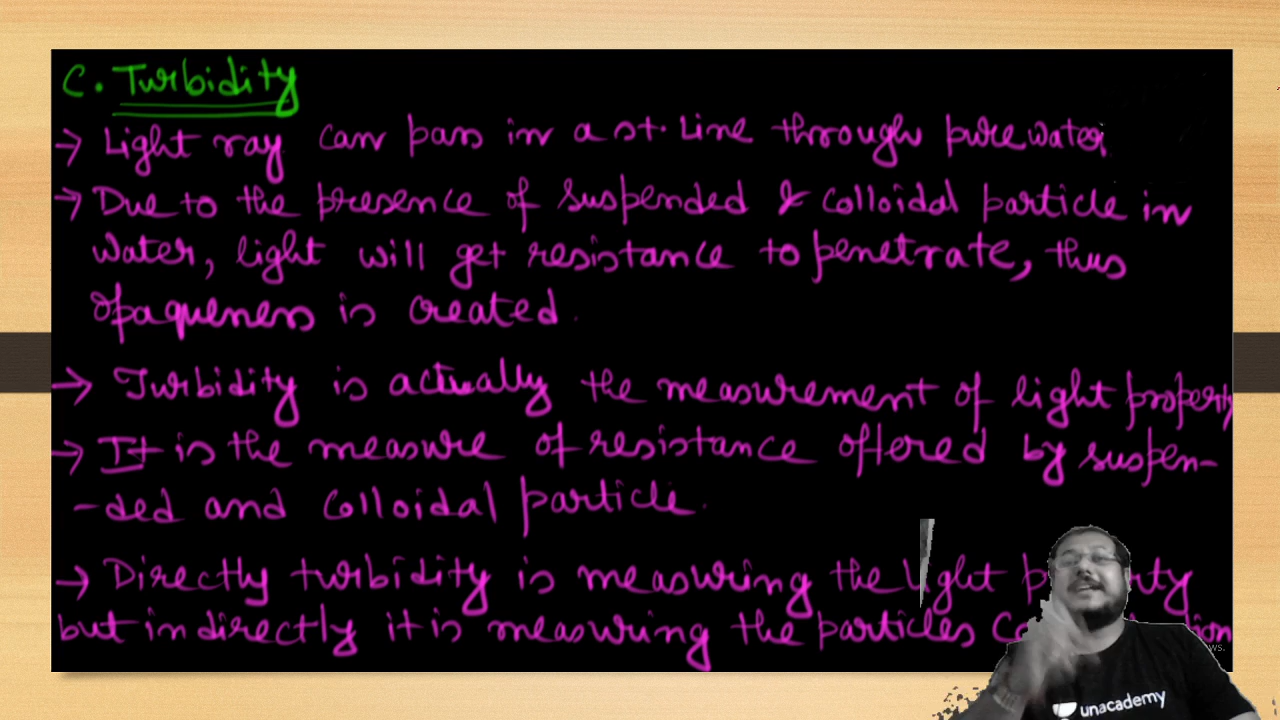 C. Turbidity
→ Light ray can pass in a st. Line through pure water,
→ Due to the presence of suspended & colloidal particle in
water, light will get resistance to penetrate, thus
opaqueness is created.
→ Turbidity is actually the measurement of light property
→ It is the measure of resistance offered by suspen-
-ded and colloidal particle.
→ Directly turbidity is measuring the light property
but indirectly it is measuring the particles
ws.
unacademy